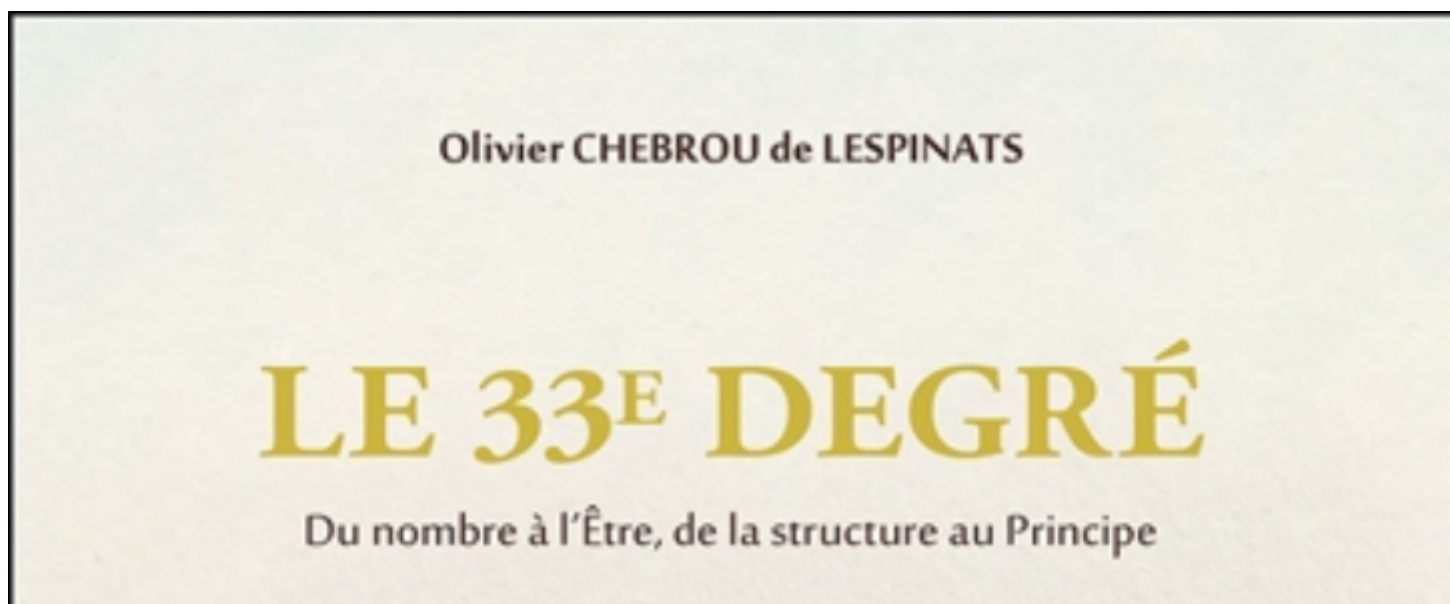 Olivier CHEBROU de LESPINATS
LE 33E DEGRÉ
Du nombre à l'Être, de la structure au Principe